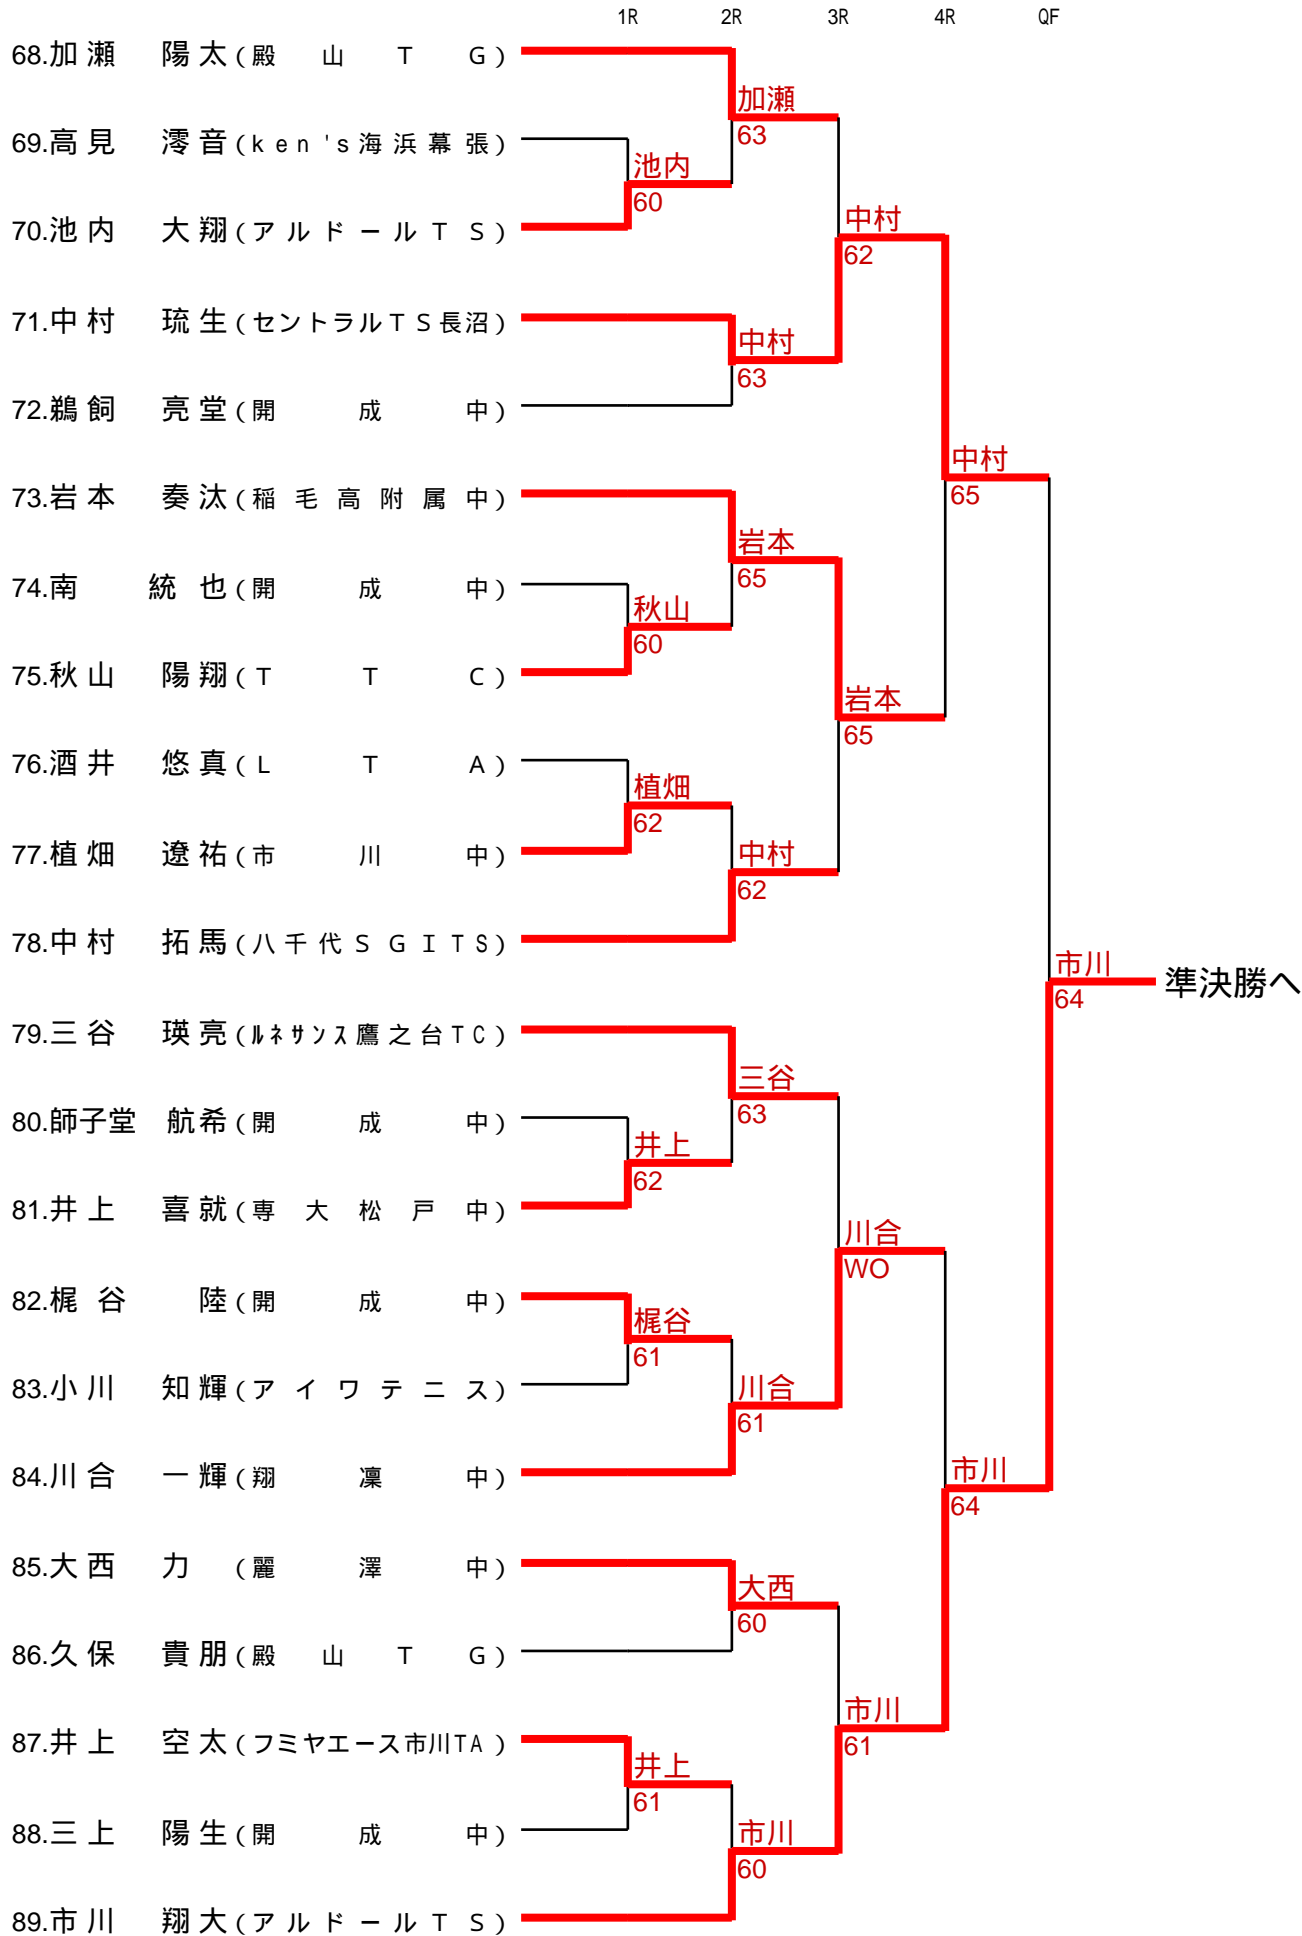 1R 2R 3R 4R QF
68.加瀬 陽太(殿山TG)
加瀬
63
69.高見 澪音(ken's海浜幕張)
池内
60
70.池内 大翔(アルドールTS)
中村
62
71.中村 琉生(セントラルTS長沼)
中村
63
72.鵜飼 亮堂(開成中)
中村
65
73.岩本 奏汰(稲毛高附属中)
岩本
65
74.南 統也(開成中)
秋山
60
75.秋山 陽翔(TTC)
岩本
65
76.酒井 悠真(LTA)
植畑
62
77.植畑 遼祐(市川中)
中村
62
78.中村 拓馬(八千代SGITS)
市川
64
準決勝へ
79.三谷 瑛亮(ルネサンス鷹之台TC)
三谷
63
80.師子堂 航希(開成中)
井上
62
81.井上 喜就(専大松戸中)
川合
WO
82.梶谷 陸(開成中)
梶谷
61
83.小川 知輝(アイワテニス)
川合
61
84.川合 一輝(翔凜中)
市川
64
85.大西 力(麗澤中)
大西
60
86.久保 貴朋(殿山TG)
市川
61
87.井上 空太(フミヤエース市川TA)
井上
61
88.三上 陽生(開成中)
市川
60
89.市川 翔大(アルドールTS)